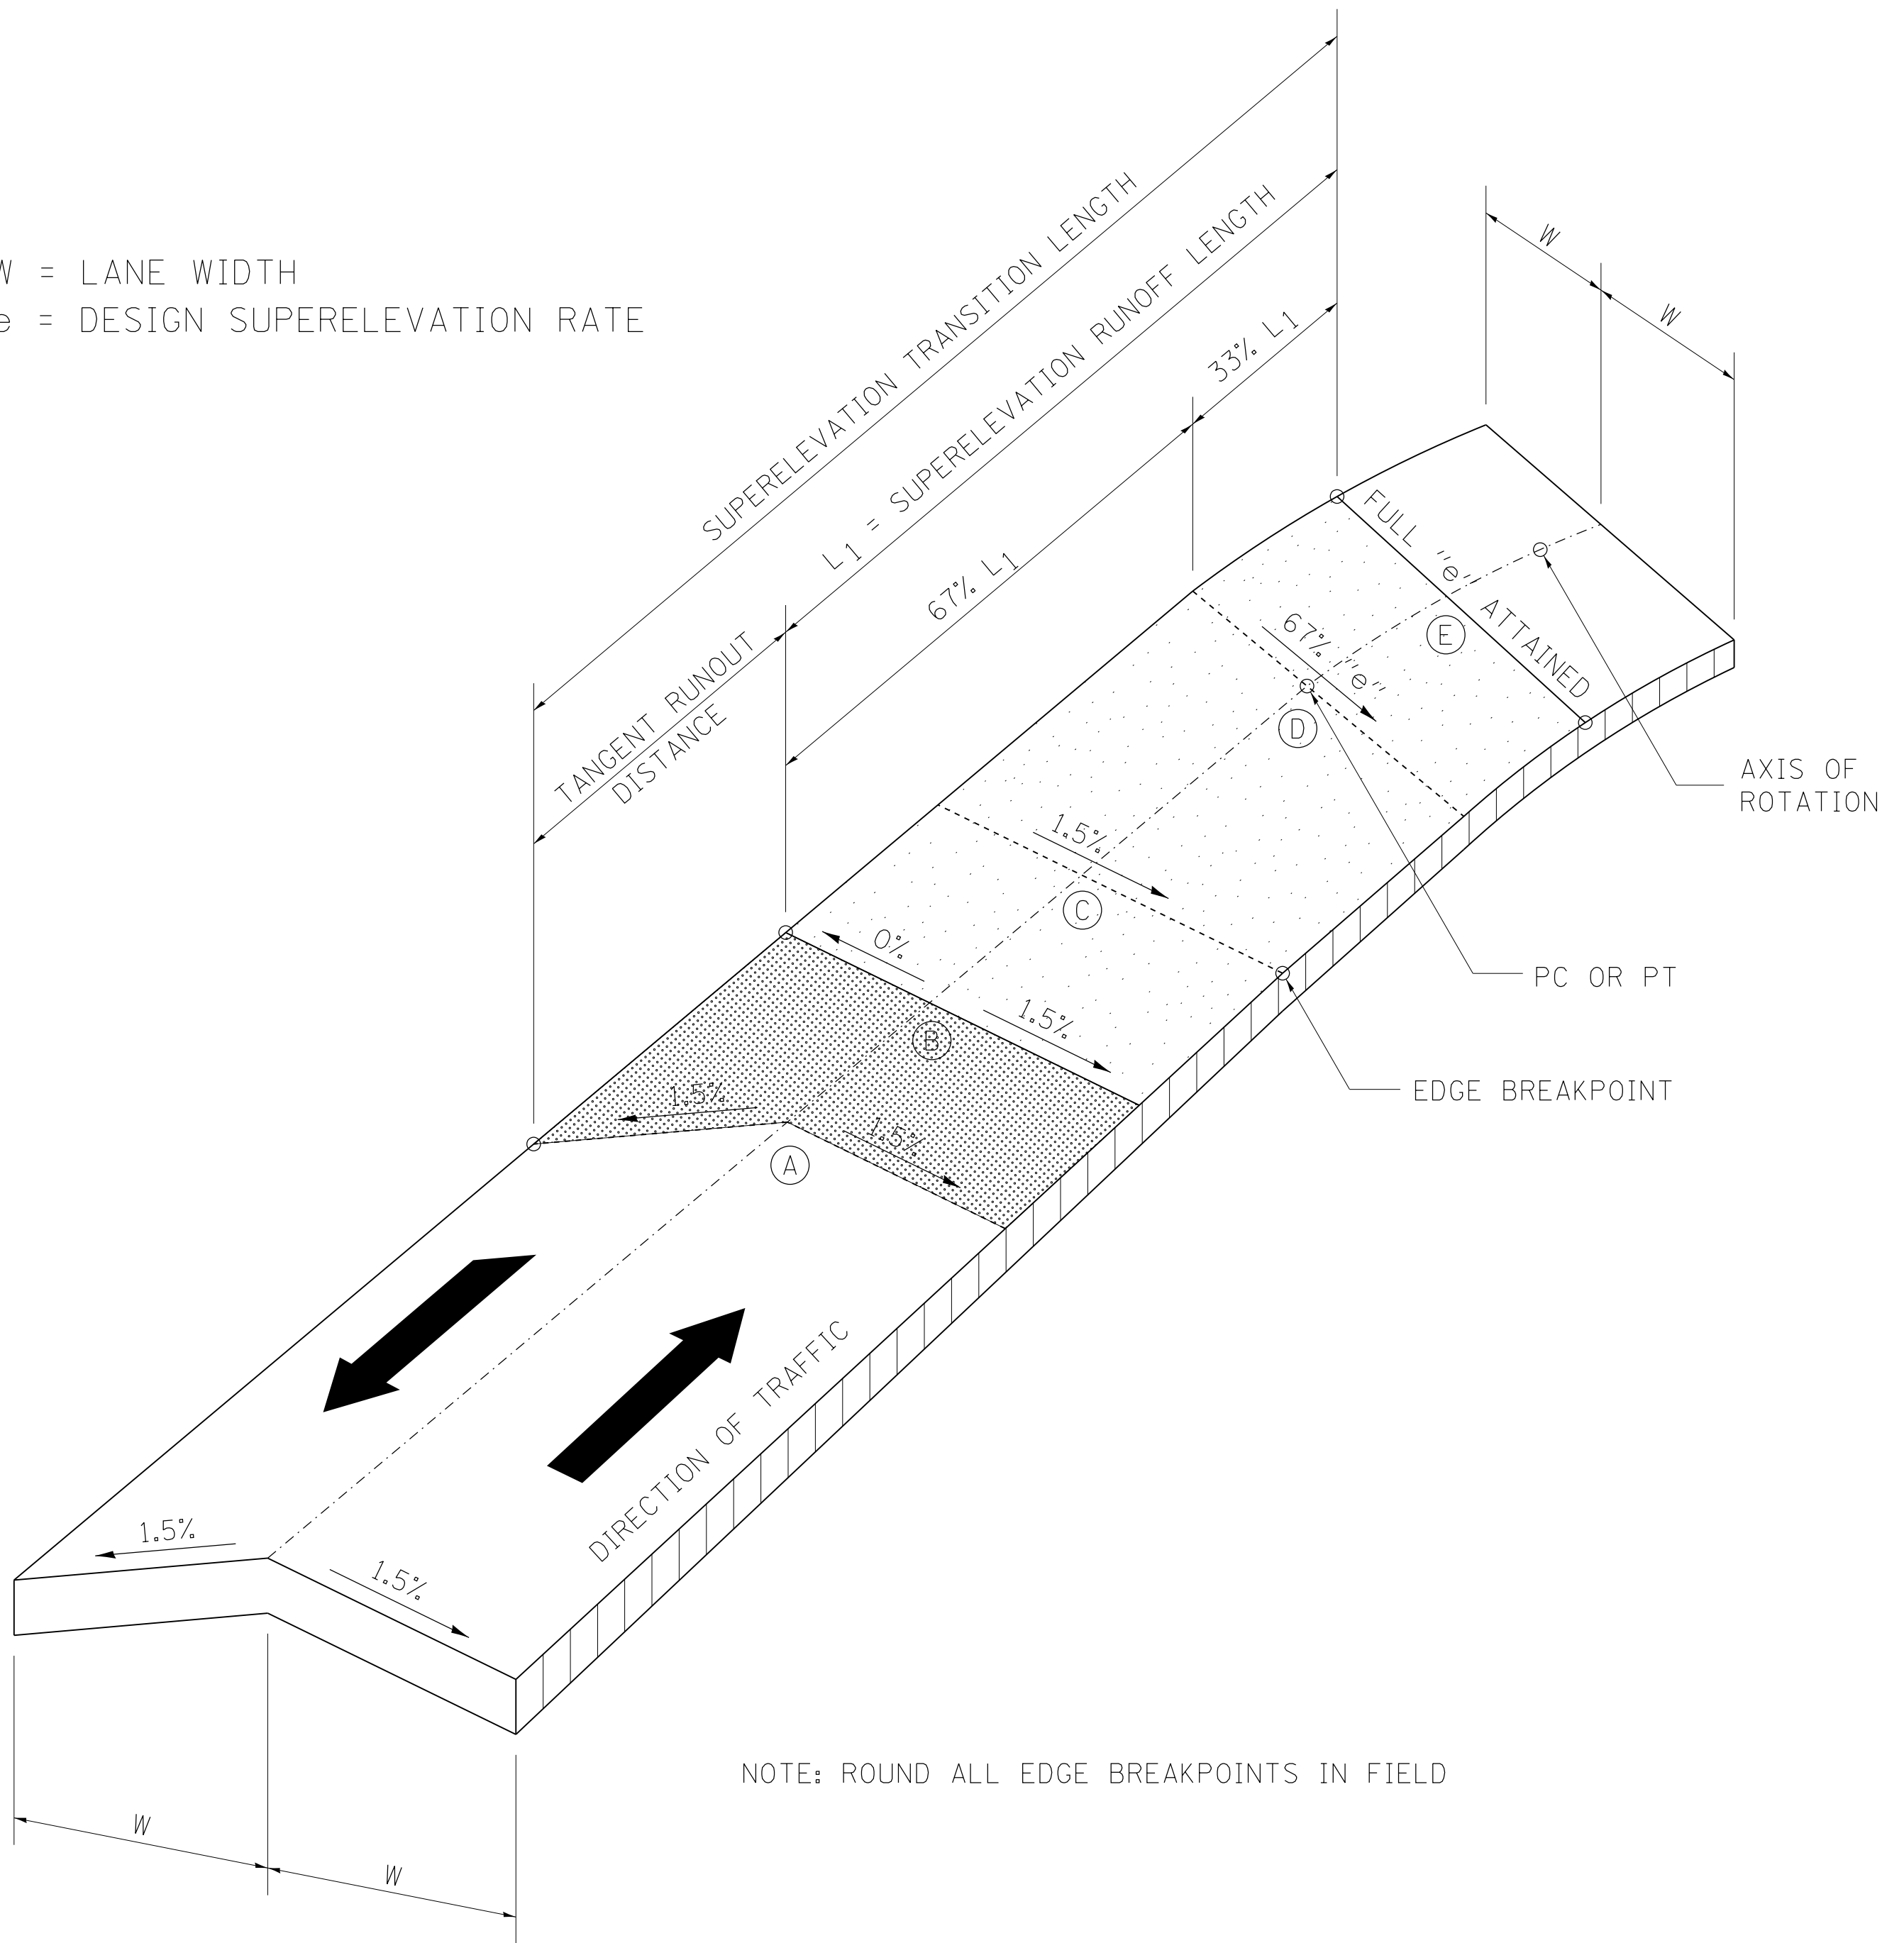 W = LANE WIDTH
e = DESIGN SUPERELEVATION RATE
SUPERELEVATION TRANSITION LENGTH
L1 = SUPERELEVATION RUNOFF LENGTH
33% L1
67% L1
TANGENT RUNOUT
DISTANCE
W
W
FULL "e" ATTAINED
E
67% "e"
D
AXIS OF
ROTATION
1.5%
C
PC OR PT
0%
1.5%
B
EDGE BREAKPOINT
1.5%
1.5%
A
DIRECTION OF TRAFFIC
1.5%
1.5%
NOTE: ROUND ALL EDGE BREAKPOINTS IN FIELD
W
W